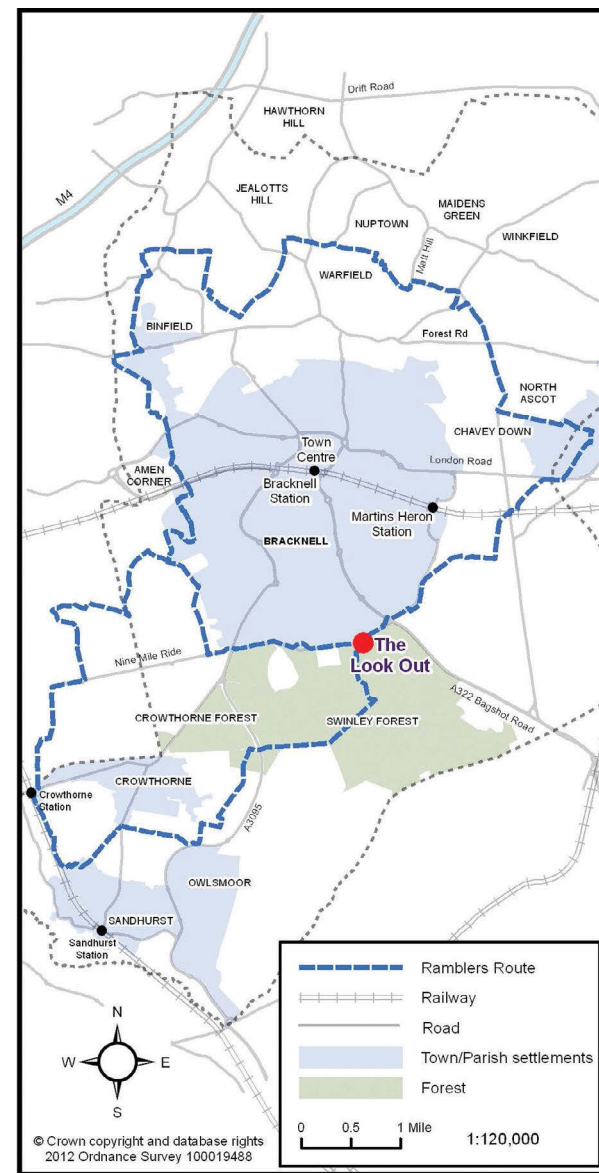 Drift Road
HAWTHORN
HILL
M4
JEALOTTS
HILL
MAIDENS
GREEN
NUPTOWN
WINKFIELD
Matt Hill
WARFIELD
BINFIELD
Forest Rd
NORTH
ASCOT
CHAVEY DOWN
Town
Centre
London Road
AMEN
CORNER
Bracknell
Station
Martins Heron
Station
BRACKNELL
The
Look Out
Nine Mile Ride
A322 Bagshot Road
CROWTHORNE FOREST
SWINLEY FOREST
CROWTHORNE
Crowthorne
Station
A3095
OWLSMOOR
SANDHURST
Sandhurst
Station
N
W
E
S
Ramblers Route
Railway
Road
Town/Parish settlements
Forest
0 0.5 1 Mile
1:120,000
© Crown copyright and database rights
2012 Ordnance Survey 100019488